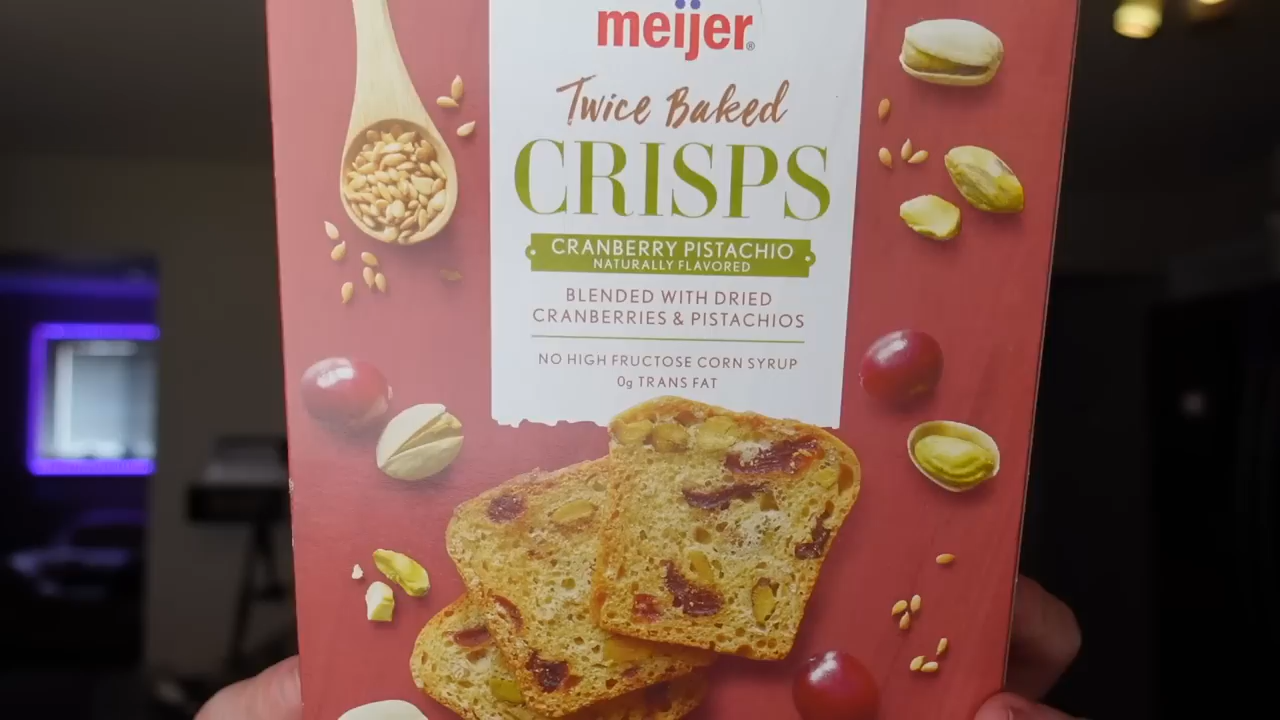 meijer®
Twice Baked
CRISPS
CRANBERRY PISTACHIO
NATURALLY FLAVORED
BLENDED WITH DRIED
CRANBERRIES & PISTACHIOS
NO HIGH FRUCTOSE CORN SYRUP
0g TRANS FAT